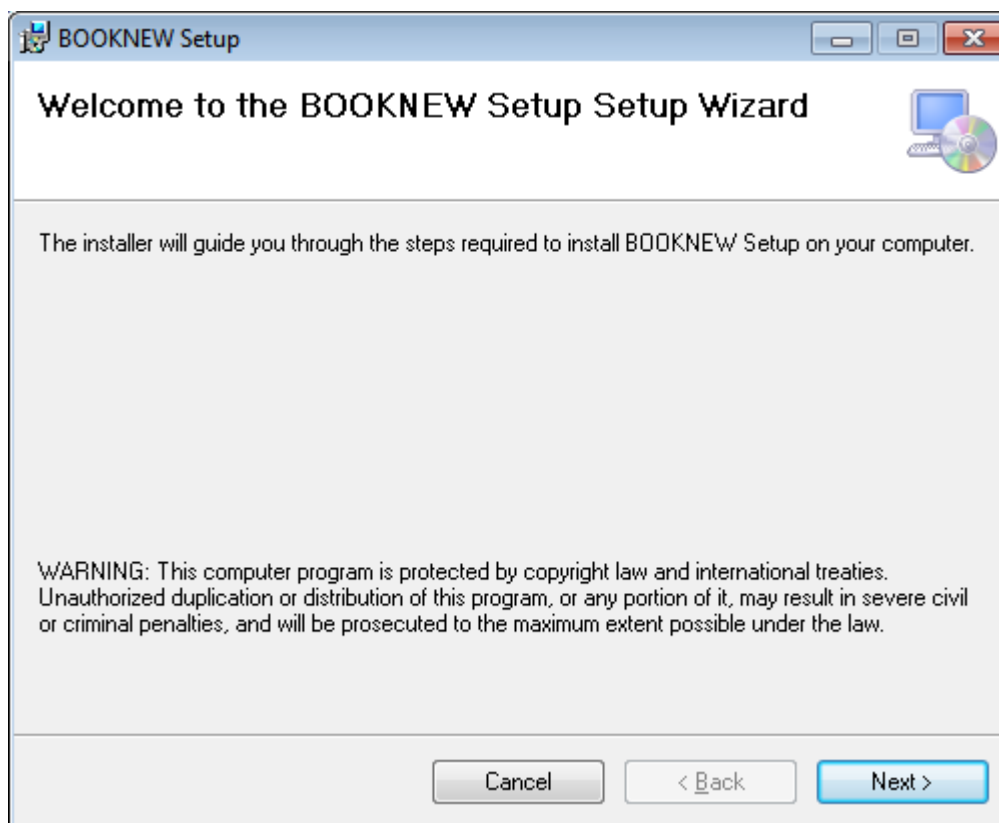 BOOKNEW Setup
Welcome to the BOOKNEW Setup Setup Wizard
The installer will guide you through the steps required to install BOOKNEW Setup on your computer.
WARNING: This computer program is protected by copyright law and international treaties.
Unauthorized duplication or distribution of this program, or any portion of it, may result in severe civil
or criminal penalties, and will be prosecuted to the maximum extent possible under the law.
Cancel < Back Next >